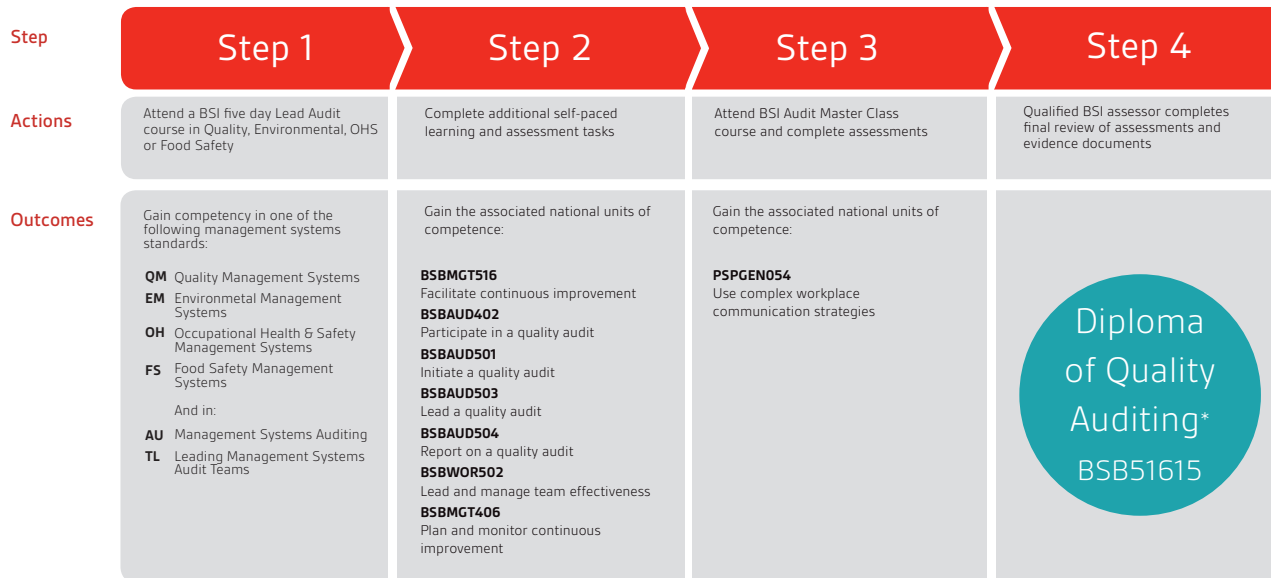 Step
Step 1
Step 2
Step 3
Step 4
Actions
Attend a BSI five day Lead Audit
course in Quality, Environmental, OHS
or Food Safety
Complete additional self-paced
learning and assessment tasks
Attend BSI Audit Master Class
course and complete assessments
Qualified BSI assessor completes
final review of assessments and
evidence documents
Outcomes
Gain competency in one of the
following management systems
standards:
QM Quality Management Systems
EM Environmetal Management
Systems
OH Occupational Health & Safety
Management Systems
FS Food Safety Management
Systems
And in:
AU Management Systems Auditing
TL Leading Management Systems
Audit Teams
Gain the associated national units of
competence:
BSBMGT516
Facilitate continuous improvement
BSBAUD402
Participate in a quality audit
BSBAUD501
Initiate a quality audit
BSBAUD503
Lead a quality audit
BSBAUD504
Report on a quality audit
BSBWOR502
Lead and manage team effectiveness
BSBMGT406
Plan and monitor continuous
improvement
Gain the associated national units of
competence:
PSPGEN054
Use complex workplace
communication strategies
Diploma
of Quality
Auditing*
BSB51615